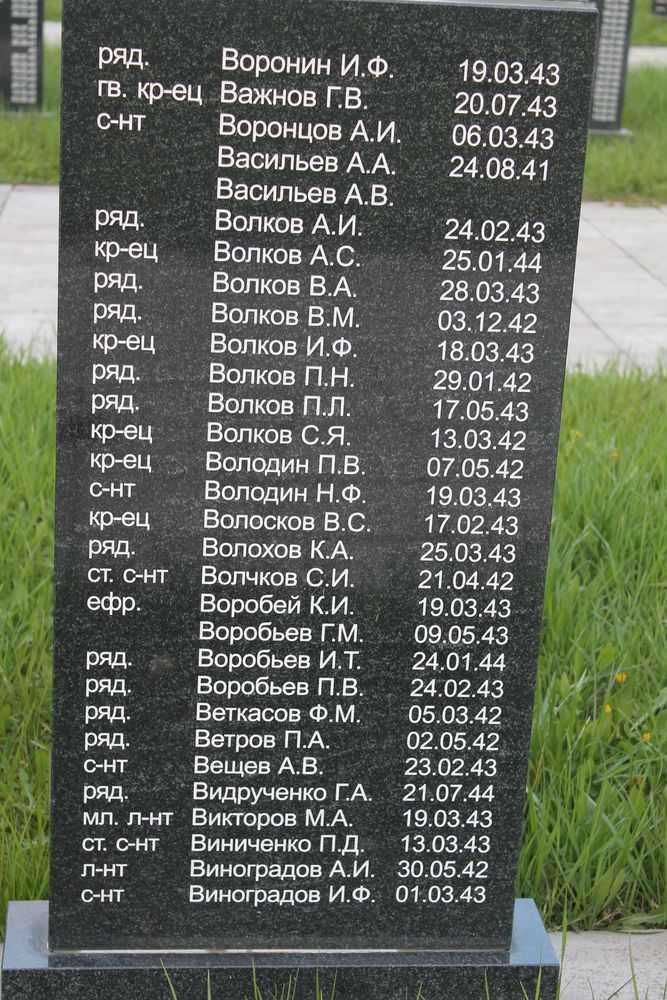 ряд. Воронин И.Ф. 19.03.43
гв. кр-ец Важнов Г.В. 20.07.43
с-нт Воронцов А.И. 06.03.43
Васильев А.А. 24.08.41
Васильев А.В.
ряд. Волков А.И. 24.02.43
кр-ец Волков А.С. 25.01.44
ряд. Волков В.А. 28.03.43
ряд. Волков В.М. 03.12.42
кр-ец Волков И.Ф. 18.03.43
ряд. Волков П.Н. 29.01.42
ряд. Волков П.Л. 17.05.43
кр-ец Волков С.Я. 13.03.42
кр-ец Володин П.В. 07.05.42
с-нт Володин Н.Ф. 19.03.43
кр-ец Волосков В.С. 17.02.43
ряд. Волохов К.А. 25.03.43
ст. с-нт Волчков С.И. 21.04.42
ефр. Воробей К.И. 19.03.43
Воробьев Г.М. 09.05.43
ряд. Воробьев И.Т. 24.01.44
ряд. Воробьев П.В. 24.02.43
ряд. Веткасов Ф.М. 05.03.42
ряд. Ветров П.А. 02.05.42
с-нт Вещев А.В. 23.02.43
ряд. Видрученко Г.А. 21.07.44
мл. л-нт Викторов М.А. 19.03.43
ст. с-нт Виниченко П.Д. 13.03.43
л-нт Виноградов А.И. 30.05.42
с-нт Виноградов И.Ф. 01.03.43